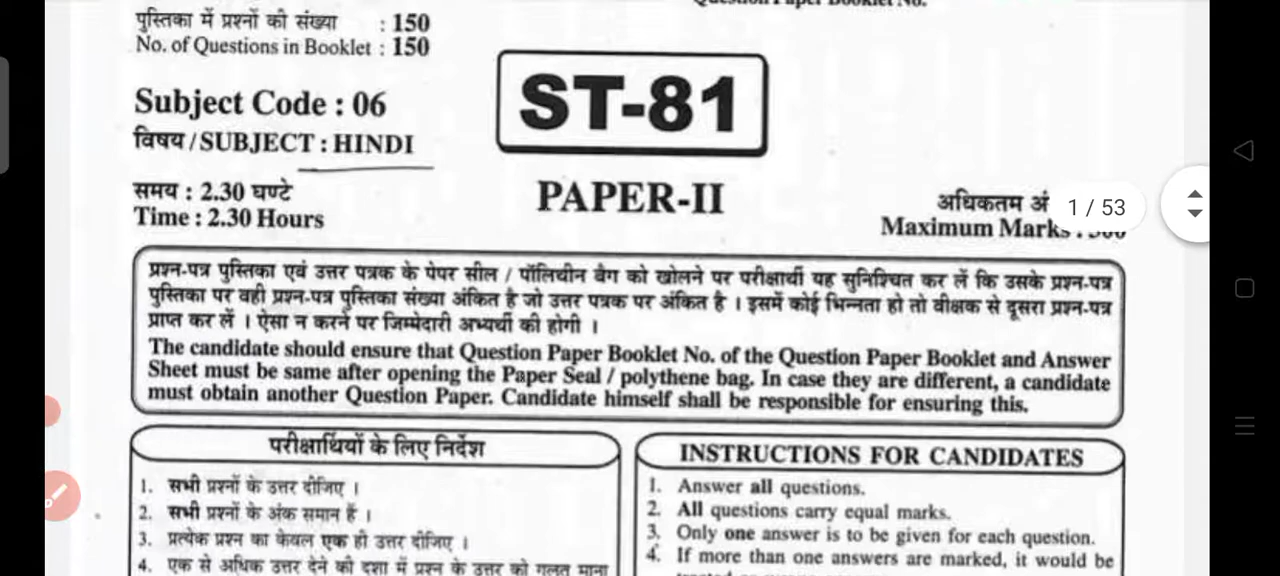 पुस्तिका में प्रश्नों की संख्या : 150
No. of Questions in Booklet : 150
Subject Code : 06
विषय / SUBJECT : HINDI
ST-81
समय : 2.30 घण्टे
Time : 2.30 Hours
PAPER-II
अधिकतम
Maximum Marks :
1 / 53
प्रश्न-पत्र पुस्तिका एवं उत्तर पत्रक के पेपर सील / पॉलिथीन बैग को खोलने पर परीक्षार्थी यह सुनिश्चित कर लें कि उसके प्रश्न-पत्र
पुस्तिका पर वही प्रश्न-पत्र पुस्तिका संख्या अंकित है जो उत्तर पत्रक पर अंकित है । इसमें कोई भिन्नता हो तो वीक्षक से दूसरा प्रश्न-पत्र
प्राप्त कर लें । ऐसा न करने पर जिम्मेदारी अभ्यर्थी की होगी ।
The candidate should ensure that Question Paper Booklet No. of the Question Paper Booklet and Answer
Sheet must be same after opening the Paper Seal / polythene bag. In case they are different, a candidate
must obtain another Question Paper. Candidate himself shall be responsible for ensuring this.
परीक्षार्थियों के लिए निर्देश
1. सभी प्रश्नों के उत्तर दीजिए ।
2. सभी प्रश्नों के अंक समान हैं ।
3. प्रत्येक प्रश्न का केवल एक ही उत्तर दीजिए ।
4. एक से अधिक उत्तर देने की दशा में प्रश्न के उत्तर को गलत माना
INSTRUCTIONS FOR CANDIDATES
1. Answer all questions.
2. All questions carry equal marks.
3. Only one answer is to be given for each question.
4. If more than one answers are marked, it would be